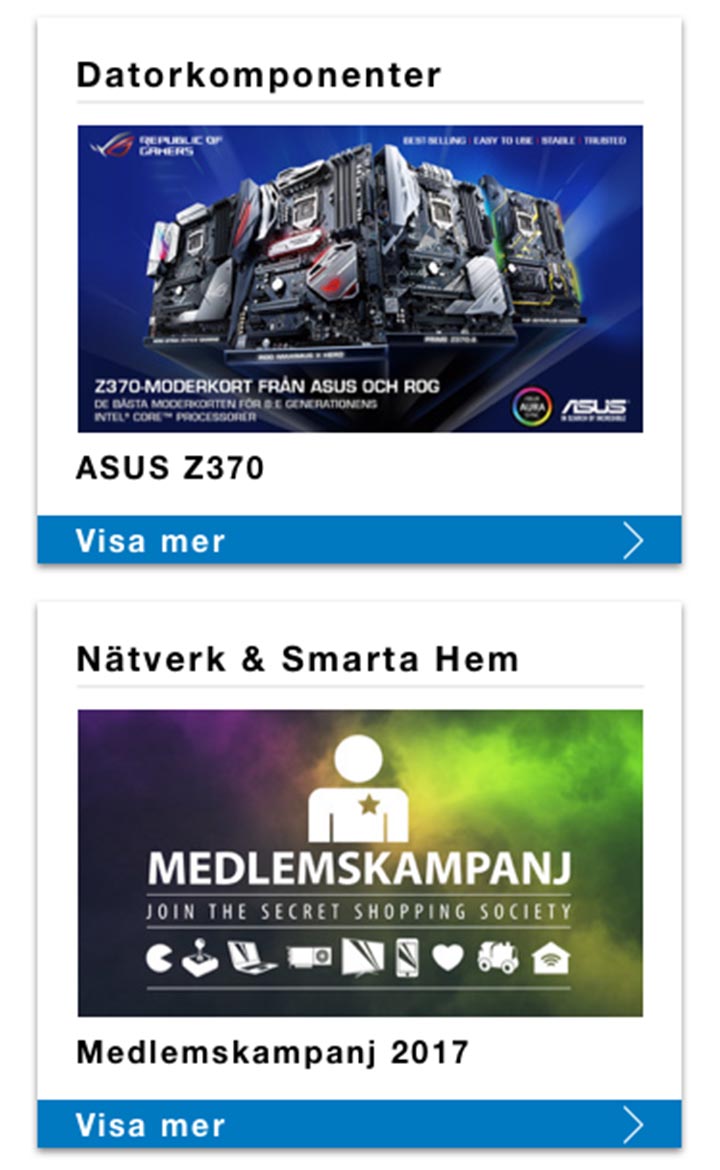 Datorkomponenter
REPUBLIC OF
GAMERS
BEST-SELLING | EASY TO USE | STABLE | TRUSTED
ROG MAXIMUS X HERO
PRIME Z370-A
Z370-MODERKORT FRÅN ASUS OCH ROG
DE BÄSTA MODERKORTEN FÖR 8:E GENERATIONENS
INTEL® CORE™ PROCESSORER
AURA
ASUS
IN SEARCH OF INCREDIBLE
ASUS Z370
Visa mer
Nätverk & Smarta Hem
MEDLEMSKAMPANJ
JOIN THE SECRET SHOPPING SOCIETY
Medlemskampanj 2017
Visa mer